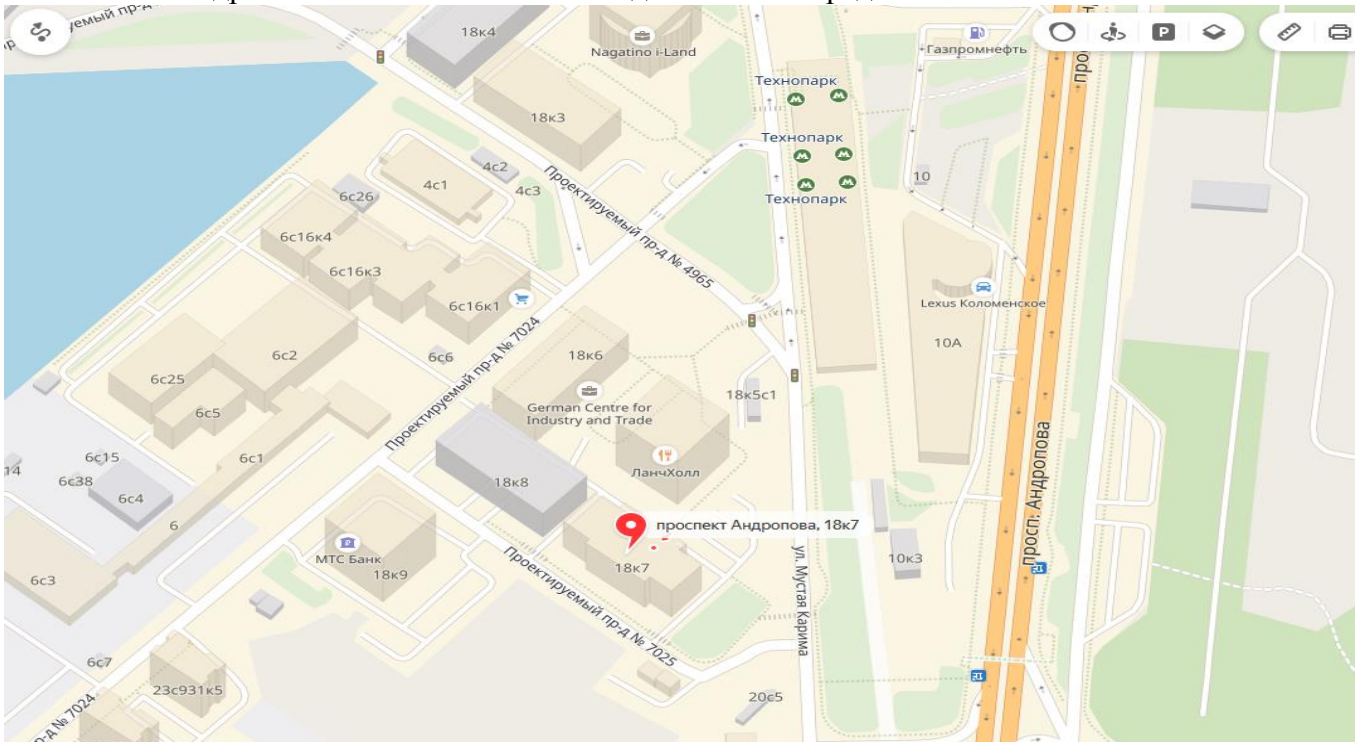 18к4
Nagatino i-Land
P
Газпромнефть
Технопарк
18к3
Технопарк
4с2
4с1
4с3
10
6с26
Технопарк
Проектируемый пр-д № 4965
6с16к4
6с16к3
6с16к1
Lexus Коломенское
10А
6с2
6с6
18к6
6с25
Проектируемый пр-д № 7024
German Centre for
Industry and Trade
18к5с1
6с5
6с15
6с1
14
6с38
6с4
ЛанчХолл
18к8
просп. Андропова
6
проспект Андропова, 18к7
МТС Банк
18к9
18к7
10к3
6с3
Проектируемый пр-д № 7025
ул. Мустая Карима
6с7
23с931к5
20с5
пр-д № 7024